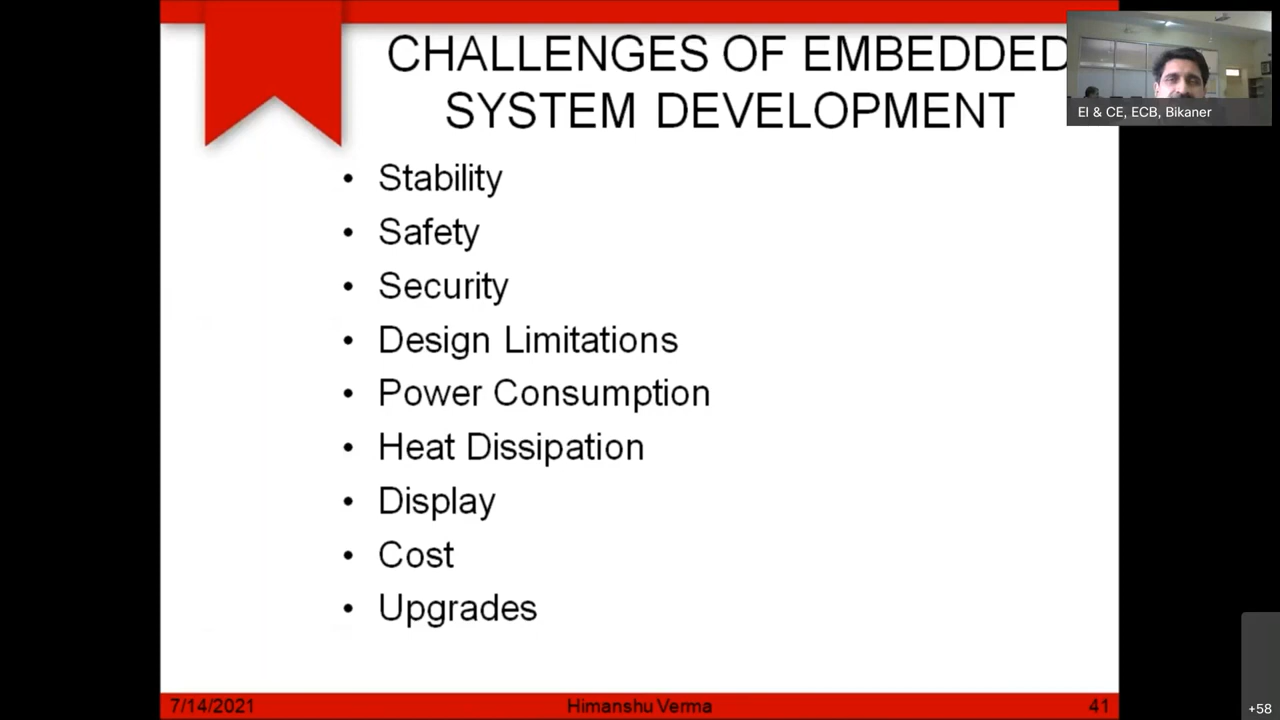 CHALLENGES OF EMBEDDED
SYSTEM DEVELOPMENT
EI & CE, ECB, Bikaner
• Stability
• Safety
• Security
• Design Limitations
• Power Consumption
• Heat Dissipation
• Display
• Cost
• Upgrades
7/14/2021
Himanshu Verma
41
+58